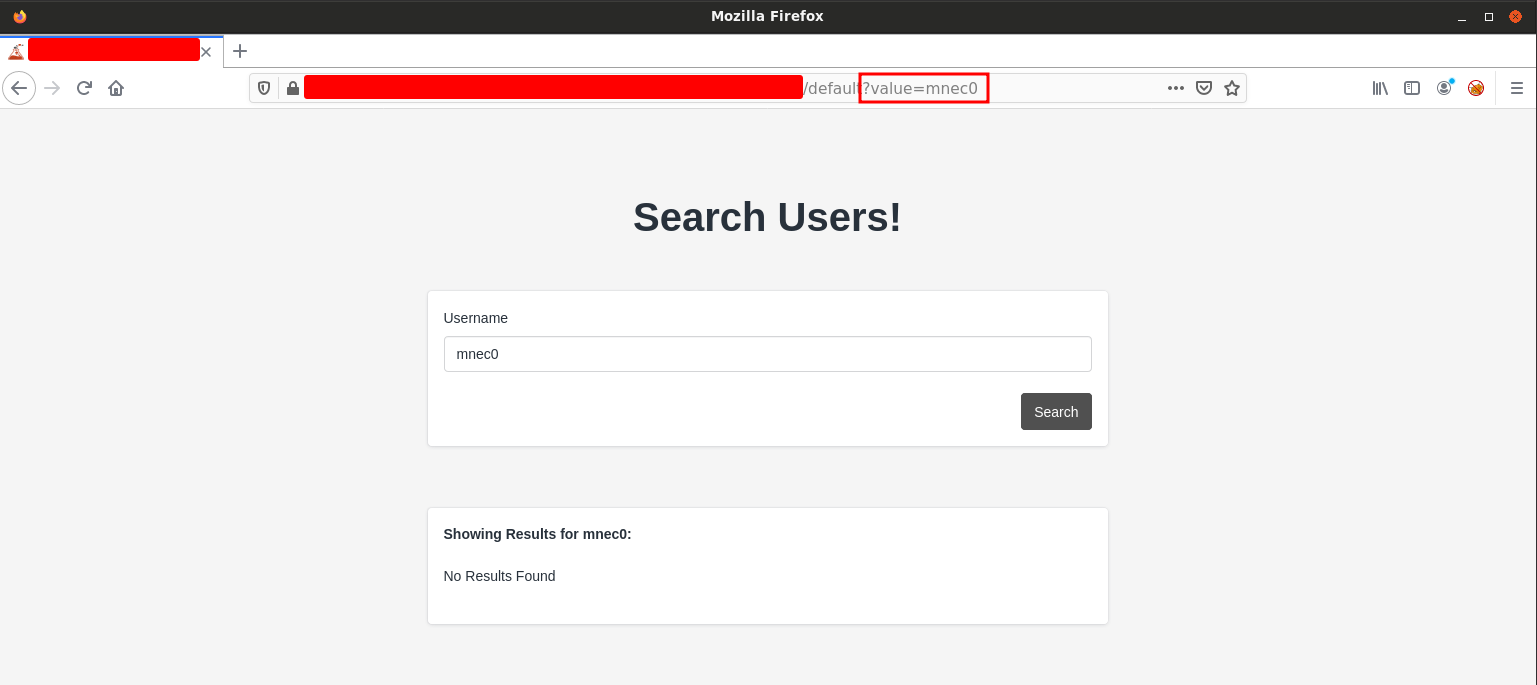 Mozilla Firefox
/default?value=mnec0
Search Users!
Username
mnec0
Search
Showing Results for mnec0:
No Results Found